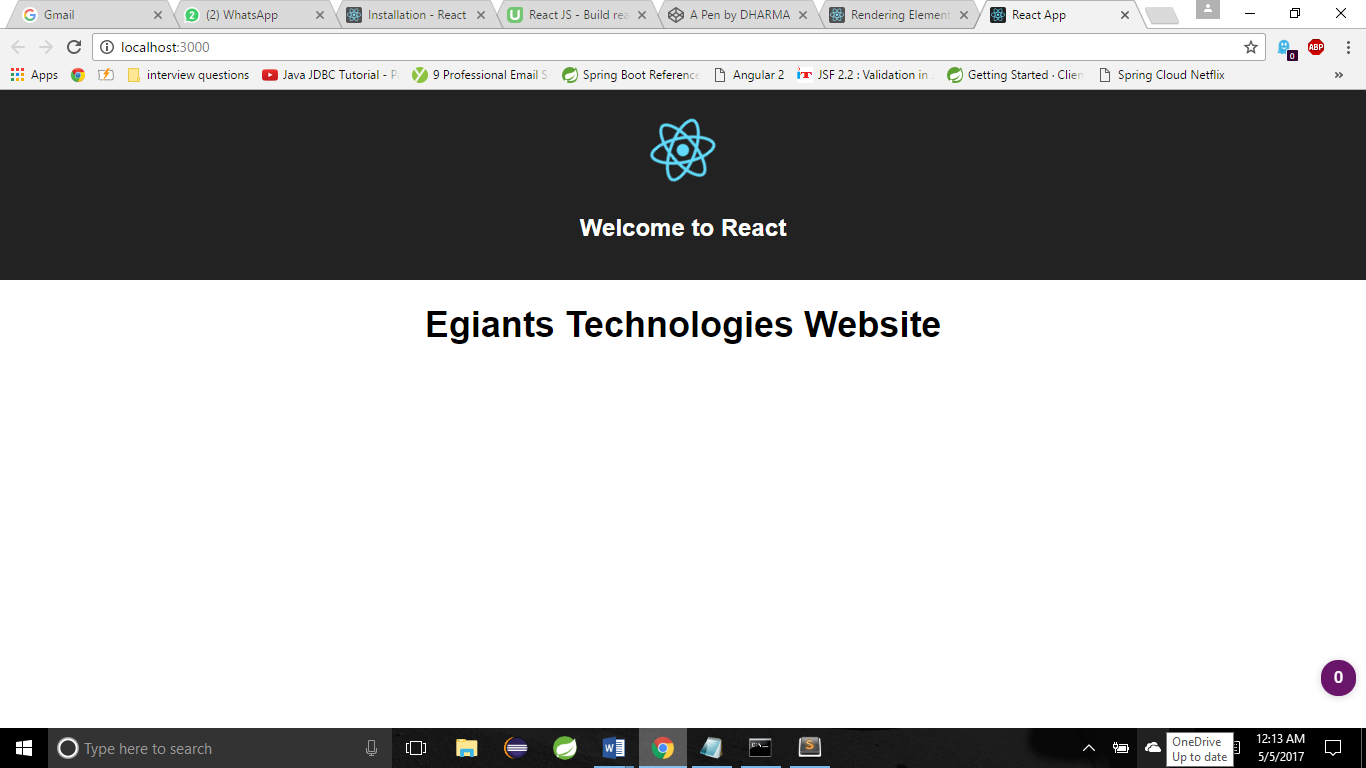 Gmail
(2) WhatsApp
Installation - React
React JS - Build rea
A Pen by DHARMA
Rendering Element
React App
localhost:3000
ABP
0
Apps
interview questions
Java JDBC Tutorial - P
9 Professional Email S
Spring Boot Reference
Angular 2
JSF 2.2 : Validation in
Getting Started · Clien
Spring Cloud Netflix
»
Welcome to React
Egiants Technologies Website
0
Type here to search
OneDrive
Up to date
12:13 AM
5/5/2017